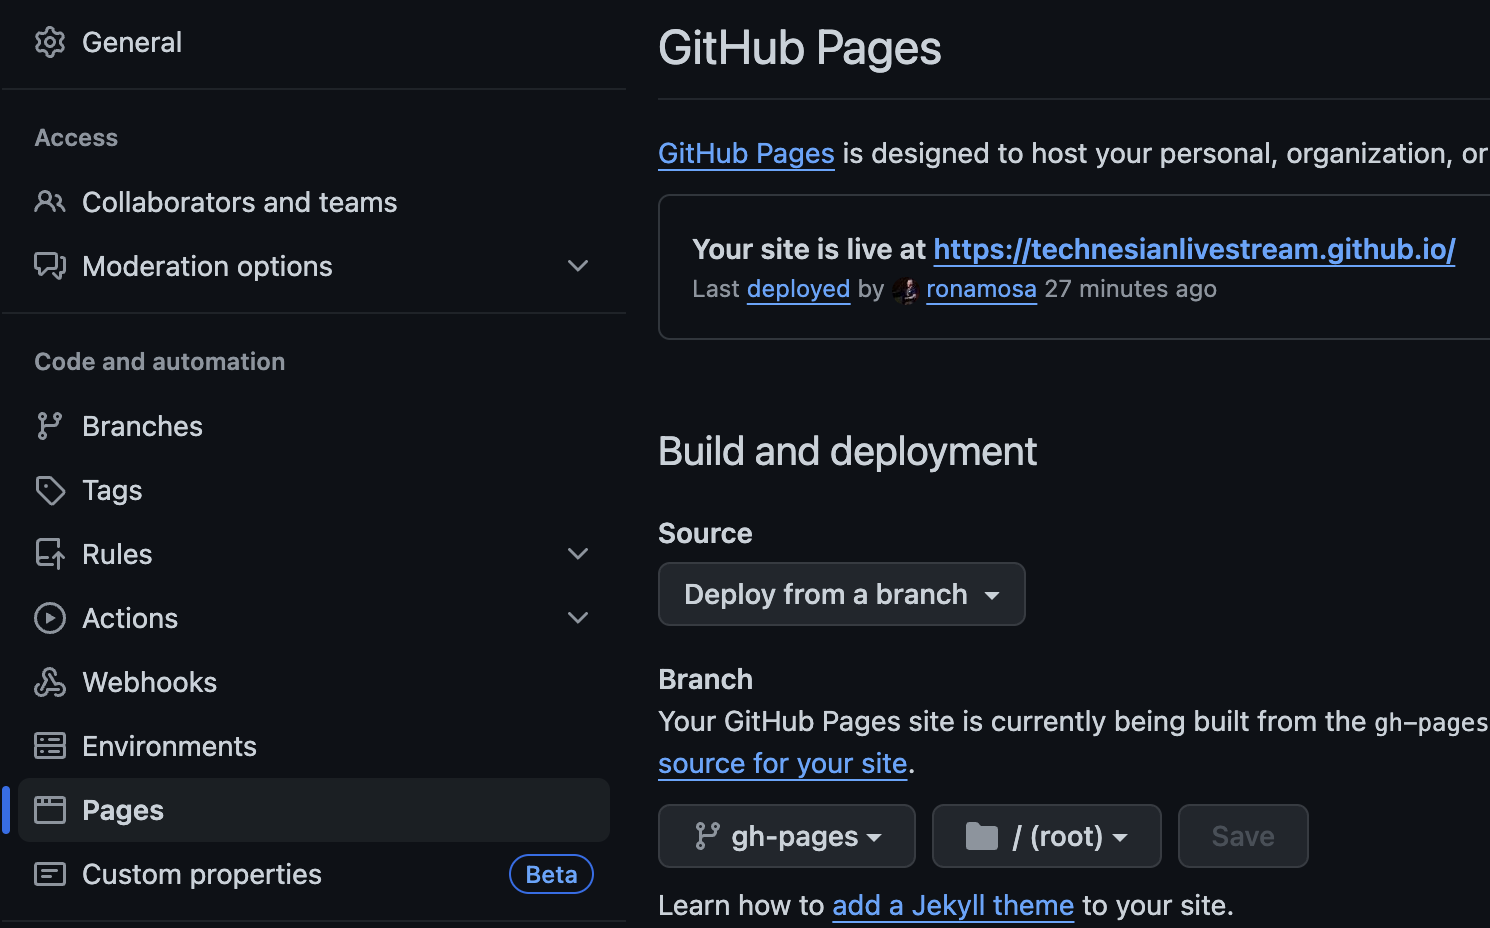 General
Access
Collaborators and teams
Moderation options
Code and automation
Branches
Tags
Rules
Actions
Webhooks
Environments
Pages
Custom properties Beta
GitHub Pages
GitHub Pages is designed to host your personal, organization, or
Your site is live at https://technesianlivestream.github.io/
Last deployed by ronamosa 27 minutes ago
Build and deployment
Source
Deploy from a branch
Branch
Your GitHub Pages site is currently being built from the gh-pages
source for your site.
gh-pages / (root) Save
Learn how to add a Jekyll theme to your site.